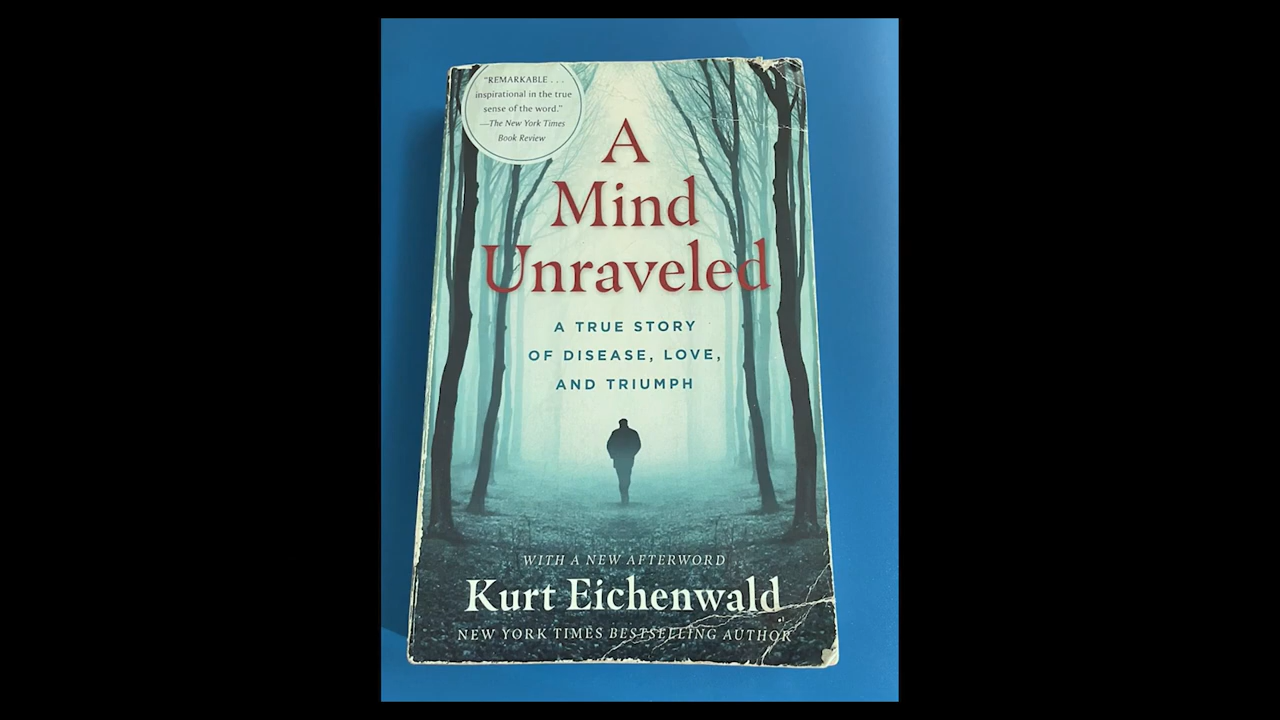 "REMARKABLE . . .
inspirational in the true
sense of the word."
—The New York Times
Book Review
A
Mind
Unraveled
A TRUE STORY
OF DISEASE, LOVE,
AND TRIUMPH
WITH A NEW AFTERWORD
Kurt Eichenwald
NEW YORK TIMES BESTSELLING AUTHOR